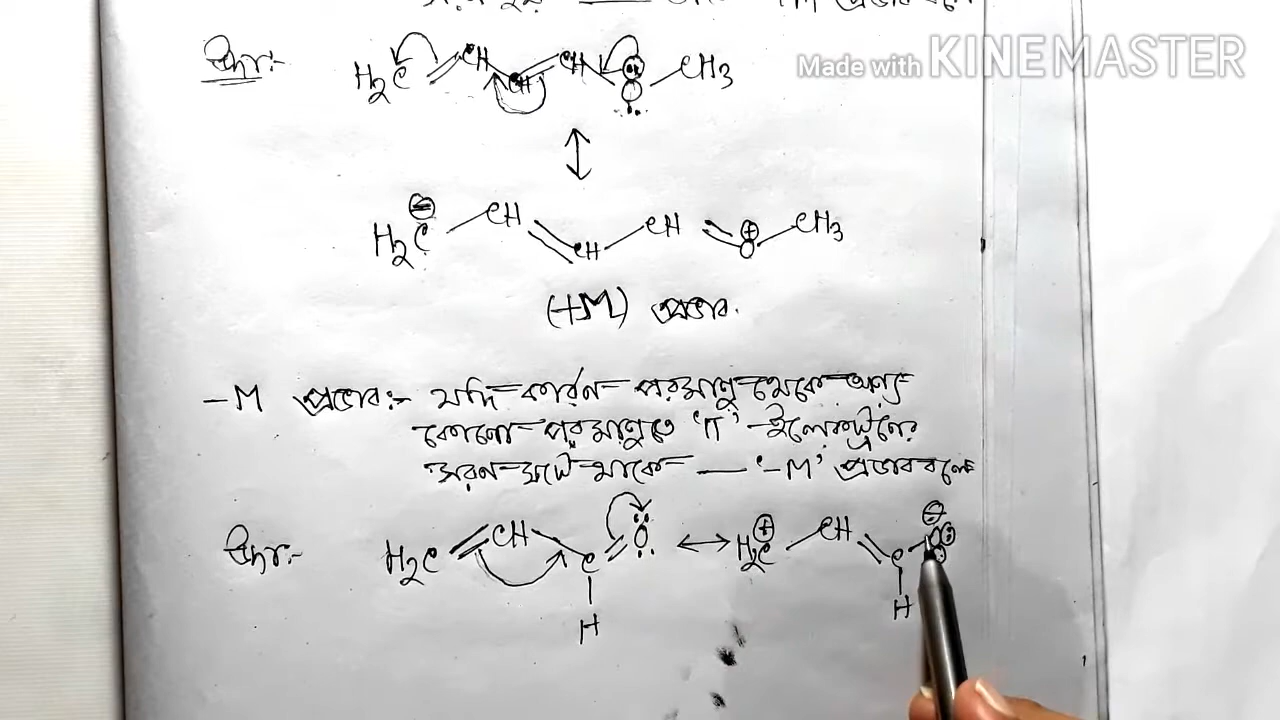 Made with KINEMASTER
উদা:-
H₂C CH CH CH O CH₃
↕
H₂C⊖ CH CH CH O⊕ CH₃
(+M) প্রভাব.
-M প্রভাব:- যদি কার্বন পরমানু থেকে অন্য
কোনো পরমানুতে 'π' ইলেকট্রনের
সরণ ঘটে থাকে — '-M' প্রভাব বলে
উদা:-
H₂C CH C O ↔ H₂C⊕ CH C O⊖
H H